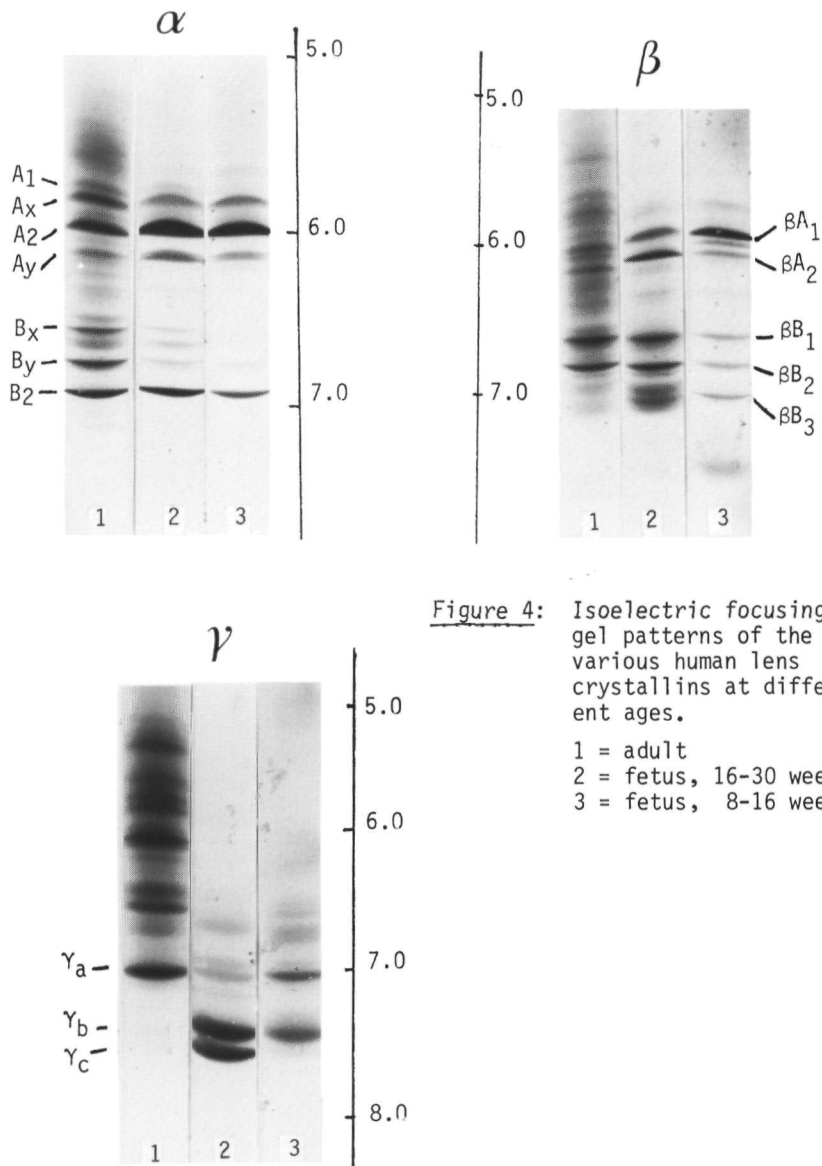 α
5.0
A1
Ax
A2
6.0
Ay
Bx
By
B2
7.0
1 2 3
β
5.0
6.0
βA1
βA2
βB1
βB2
7.0
βB3
1 2 3
Figure 4: Isoelectric focusing
gel patterns of the
various human lens
crystallins at diffe
ent ages.
1 = adult
2 = fetus, 16-30 wee
3 = fetus, 8-16 wee
γ
5.0
6.0
γa
7.0
γb
γc
8.0
1 2 3